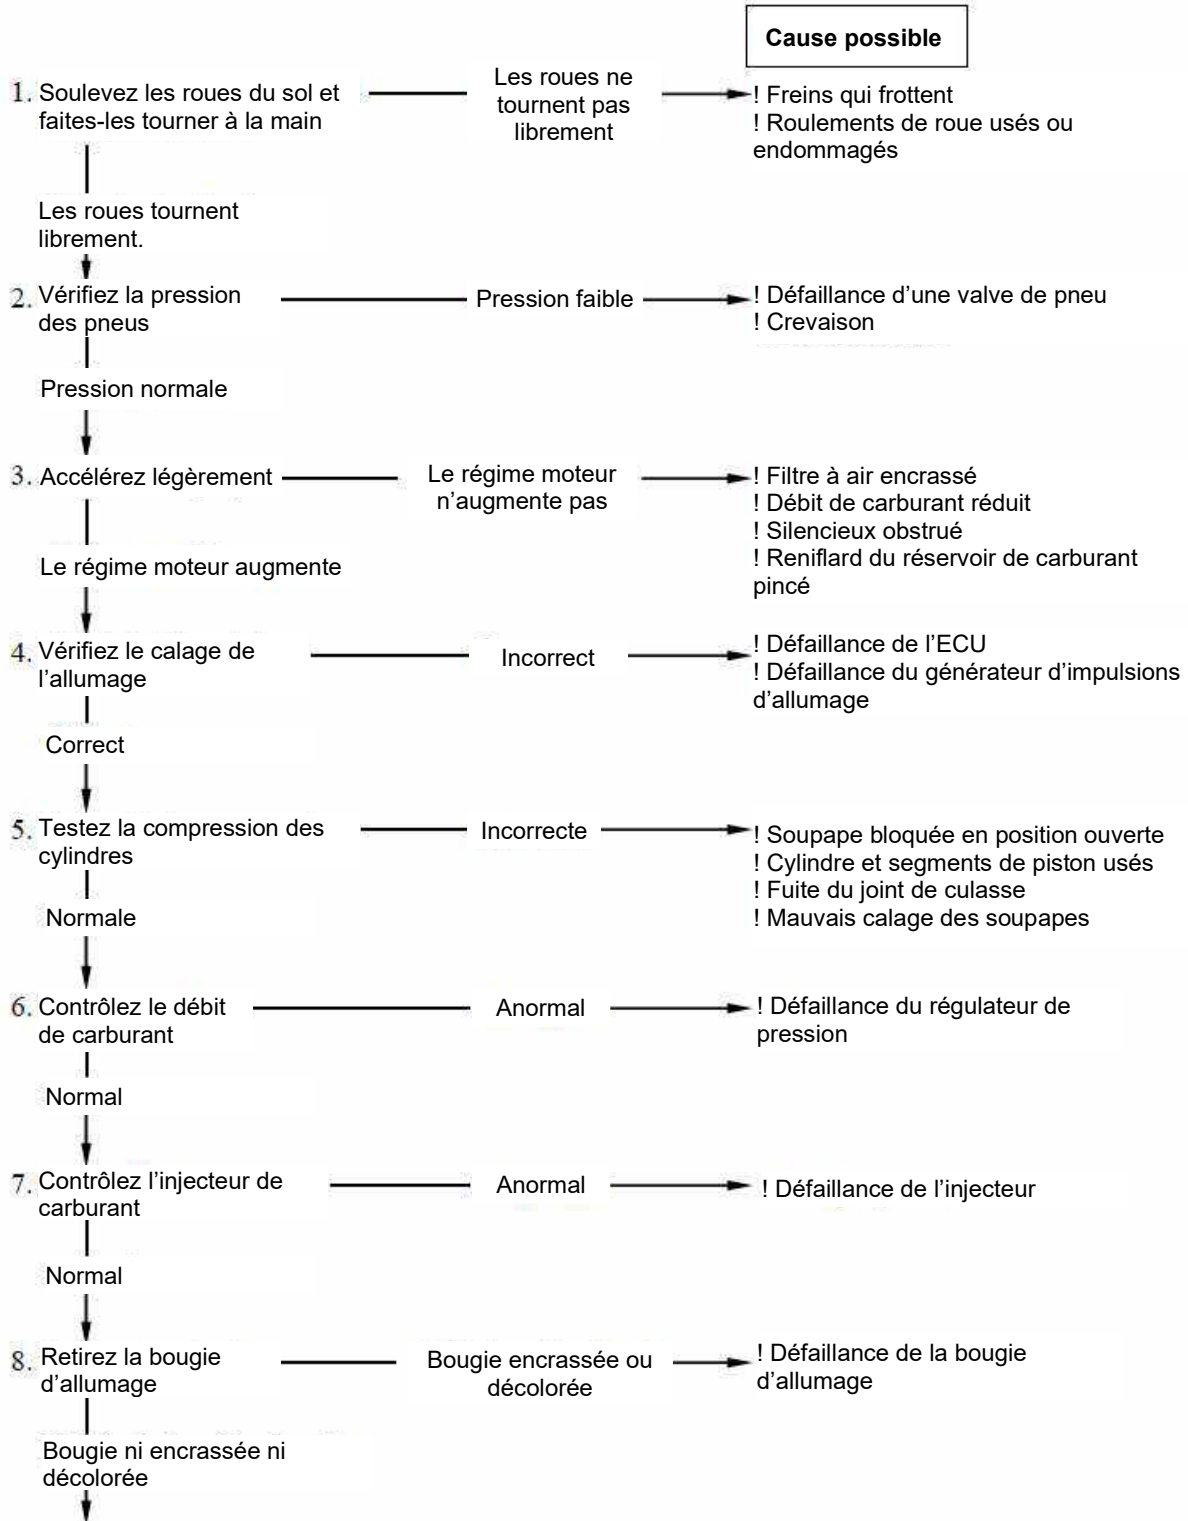 Cause possible
1. Soulevez les roues du sol et
faites-les tourner à la main
Les roues ne
tournent pas
librement
! Freins qui frottent
! Roulements de roue usés ou
endommagés
Les roues tournent
librement.
2. Vérifiez la pression
des pneus
Pression faible
! Défaillance d’une valve de pneu
! Crevaison
Pression normale
3. Accélérez légèrement
Le régime moteur
n’augmente pas
! Filtre à air encrassé
! Débit de carburant réduit
! Silencieux obstrué
! Reniflard du réservoir de carburant
pincé
Le régime moteur augmente
4. Vérifiez le calage de
l’allumage
Incorrect
! Défaillance de l’ECU
! Défaillance du générateur d’impulsions
d’allumage
Correct
5. Testez la compression des
cylindres
Incorrecte
! Soupape bloquée en position ouverte
! Cylindre et segments de piston usés
! Fuite du joint de culasse
! Mauvais calage des soupapes
Normale
6. Contrôlez le débit
de carburant
Anormal
! Défaillance du régulateur de
pression
Normal
7. Contrôlez l’injecteur de
carburant
Anormal
! Défaillance de l’injecteur
Normal
8. Retirez la bougie
d’allumage
Bougie encrassée ou
décolorée
! Défaillance de la bougie
d’allumage
Bougie ni encrassée ni
décolorée